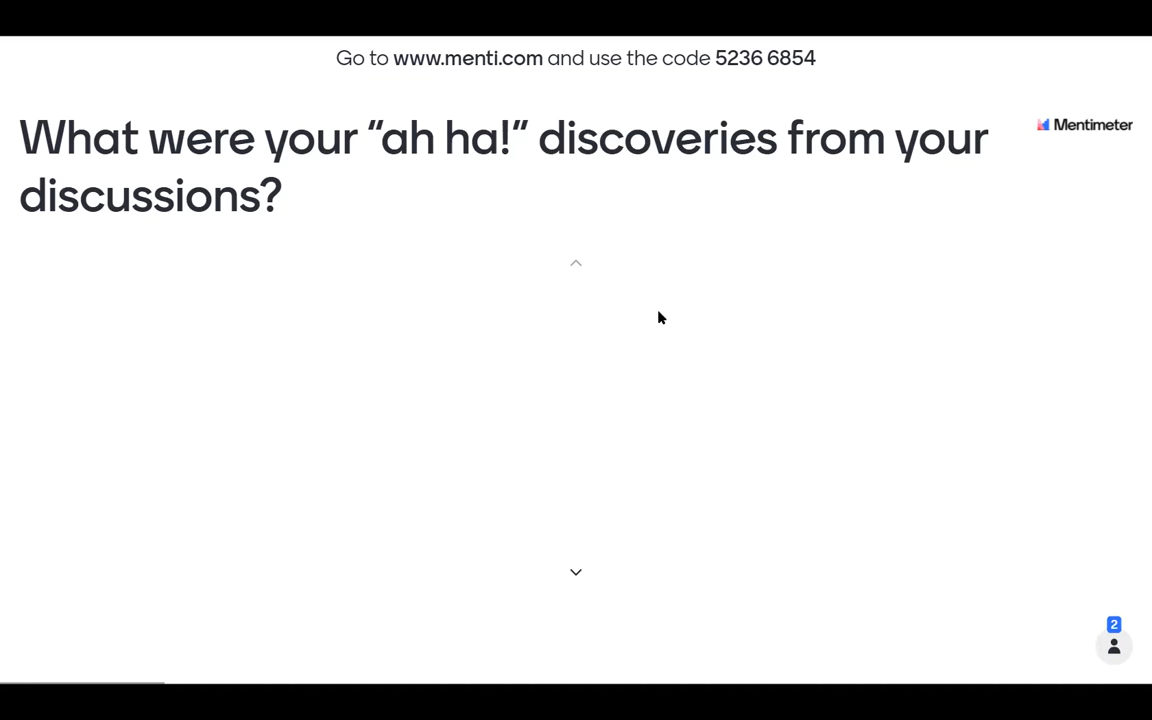 Go to www.menti.com and use the code 5236 6854
What were your “ah ha!” discoveries from your
discussions?
Mentimeter
2